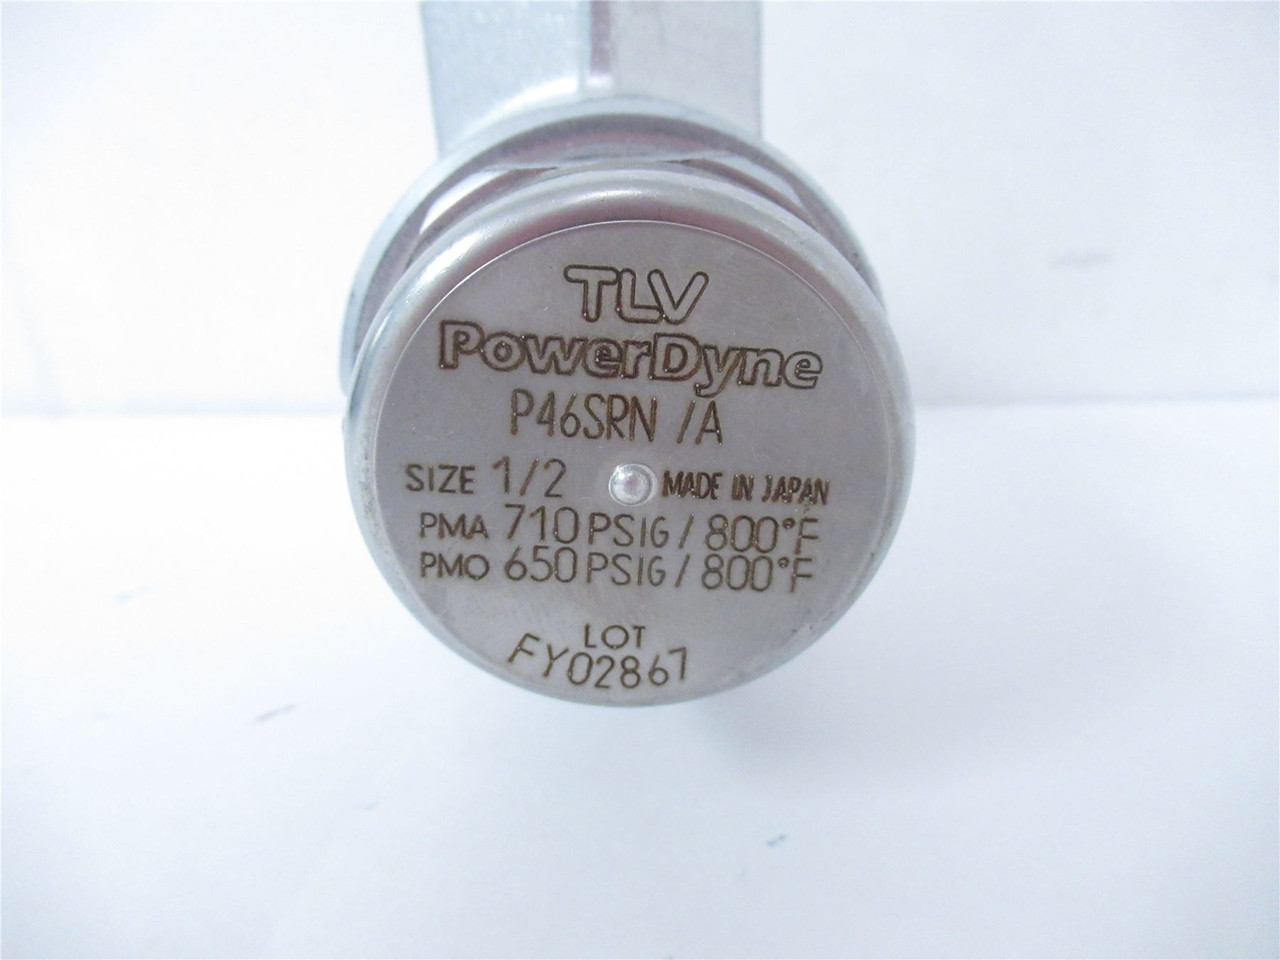 TLV
PowerDyne
P46SRN /A
SIZE 1/2 MADE IN JAPAN
PMA 710 PSIG / 800°F
PMO 650 PSIG / 800°F
LOT
FY02867